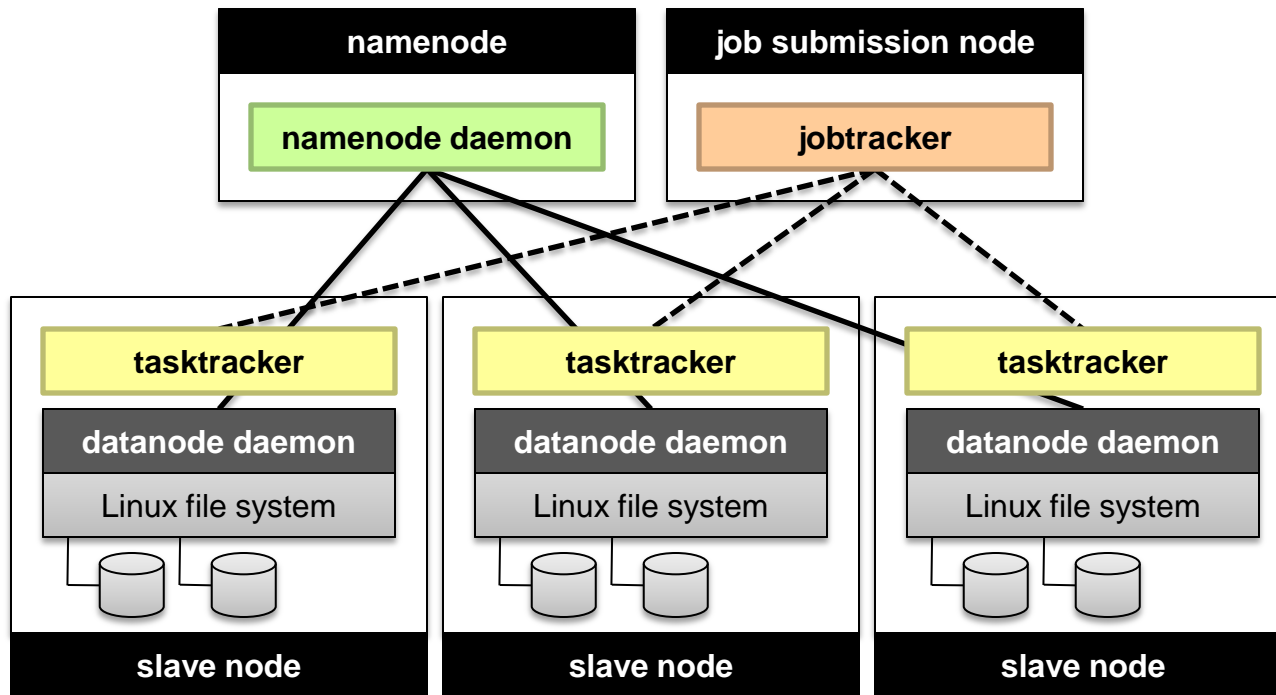 namenode
job submission node
namenode daemon
jobtracker
tasktracker
tasktracker
tasktracker
datanode daemon
datanode daemon
datanode daemon
Linux file system
Linux file system
Linux file system
slave node
slave node
slave node